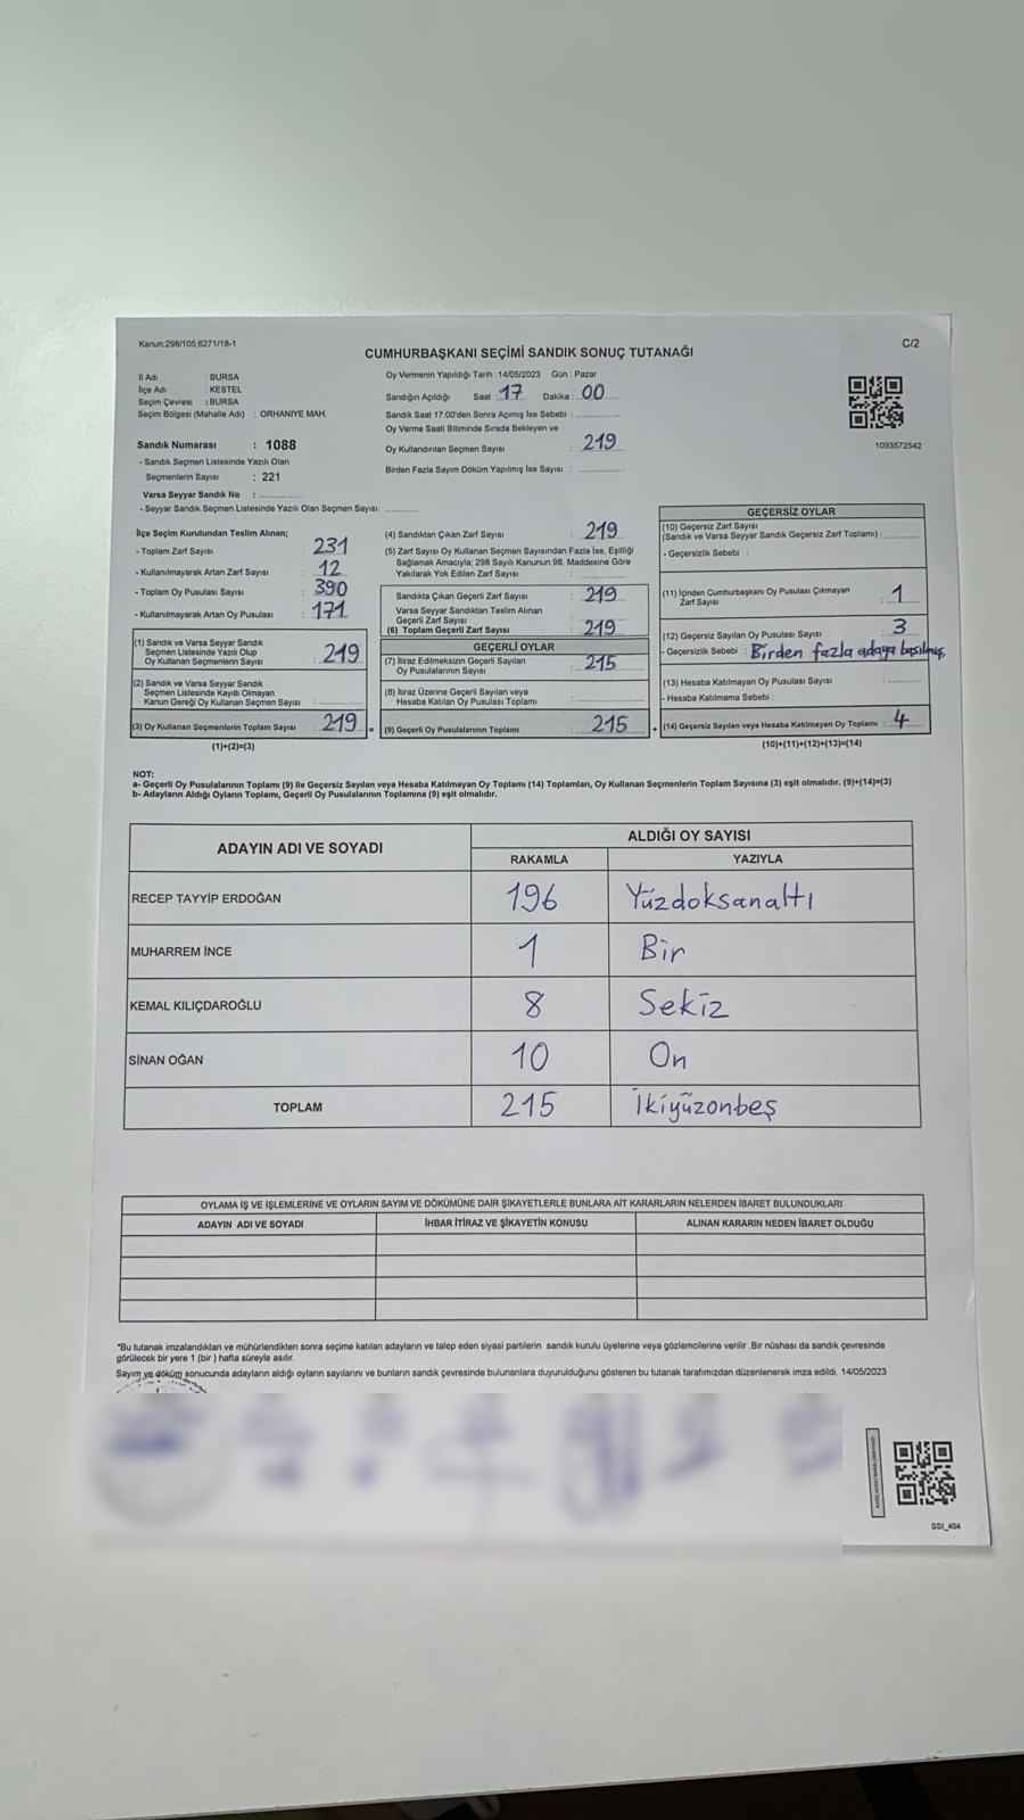 Kanun:298/105,6271/18-1
C/2
CUMHURBAŞKANI SEÇİMİ SANDIK SONUÇ TUTANAĞI
İl Adı : BURSA
İlçe Adı : KESTEL
Seçim Çevresi : BURSA
Seçim Bölgesi (Mahalle Adı) : ORHANİYE MAH.
Sandık Numarası : 1088
- Sandık Seçmen Listesinde Yazılı Olan
Seçmenlerin Sayısı : 221
Varsa Seyyar Sandık No :
- Seyyar Sandık Seçmen Listesinde Yazılı Olan Seçmen Sayısı
Oy Vermenin Yapıldığı Tarih :14/05/2023 Gün : Pazar
Sandığın Açıldığı Saat : 17 Dakika : 00
Sandık Saat 17.00'den Sonra Açılmış İse Sebebi :
Oy Verme Saati Bitiminde Sırada Bekleyen ve
Oy Kullandırılan Seçmen Sayısı : 219
Birden Fazla Sayım Döküm Yapılmış İse Sayısı :
1093572542
İlçe Seçim Kurulundan Teslim Alınan;
- Toplam Zarf Sayısı : 231
- Kullanılmayarak Artan Zarf Sayısı : 12
- Toplam Oy Pusulası Sayısı : 390
- Kullanılmayarak Artan Oy Pusulası : 171
(1) Sandık ve Varsa Seyyar Sandık
Seçmen Listesinde Yazılı Olup
Oy Kullanan Seçmenlerin Sayısı : 219
(2) Sandık ve Varsa Seyyar Sandık
Seçmen Listesinde Kayıtlı Olmayan
Kanun Gereği Oy Kullanan Seçmen Sayısı
(3) Oy Kullanan Seçmenlerin Toplam Sayısı : 219 =
(1)+(2)=(3)
(4) Sandıktan Çıkan Zarf Sayısı : 219
(5) Zarf Sayısı Oy Kullanan Seçmen Sayısından Fazla İse, Eşitliği
Sağlamak Amacıyla; 298 Sayılı Kanunun 98. Maddesine Göre
Yakılarak Yok Edilen Zarf Sayısı :
Sandıkta Çıkan Geçerli Zarf Sayısı : 219
Varsa Seyyar Sandıktan Teslim Alınan
Geçerli Zarf Sayısı
(6) Toplam Geçerli Zarf Sayısı : 219
GEÇERLİ OYLAR
(7) İtiraz Edilmeksizin Geçerli Sayılan
Oy Pusulalarının Sayısı : 215
(8) İtiraz Üzerine Geçerli Sayılan veya
Hesaba Katılan Oy Pusulası Toplamı
(9) Geçerli Oy Pusulalarının Toplamı : 215 +
GEÇERSİZ OYLAR
(10) Geçersiz Zarf Sayısı
(Sandık ve Varsa Seyyar Sandık Geçersiz Zarf Toplamı) :
- Geçersizlik Sebebi :
(11) İçinden Cumhurbaşkanı Oy Pusulası Çıkmayan
Zarf Sayısı : 1
(12) Geçersiz Sayılan Oy Pusulası Sayısı : 3
- Geçersizlik Sebebi : Birden fazla adaya basılmış
(13) Hesaba Katılmayan Oy Pusulası Sayısı
- Hesaba Katılmama Sebebi :
(14) Geçersiz Sayılan veya Hesaba Katılmayan Oy Toplamı : 4
(10)+(11)+(12)+(13)=(14)
NOT:
a- Geçerli Oy Pusulalarının Toplamı (9) ile Geçersiz Sayılan veya Hesaba Katılmayan Oy Toplamı (14) Toplamları, Oy Kullanan Seçmenlerin Toplam Sayısına (3) eşit olmalıdır. (9)+(14)=(3)
b- Adayların Aldığı Oyların Toplamı, Geçerli Oy Pusulalarının Toplamına (9) eşit olmalıdır.
ADAYIN ADI VE SOYADI
ALDIĞI OY SAYISI
RAKAMLA YAZIYLA
RECEP TAYYİP ERDOĞAN 196 Yüzdoksanaltı
MUHARREM İNCE 1 Bir
KEMAL KILIÇDAROĞLU 8 Sekiz
SİNAN OĞAN 10 On
TOPLAM 215 İkiyüzonbeş
OYLAMA İŞ VE İŞLEMLERİNE VE OYLARIN SAYIM VE DÖKÜMÜNE DAİR ŞİKAYETLERLE BUNLARA AİT KARARLARIN NELERDEN İBARET BULUNDUKLARI
ADAYIN ADI VE SOYADI İHBAR İTİRAZ VE ŞİKAYETİN KONUSU ALINAN KARARIN NEDEN İBARET OLDUĞU
*Bu tutanak imzalandıktan ve mühürlendikten sonra seçime katılan adayların ve talep eden siyasi partilerin sandık kurulu üyelerine veya gözlemcilerine verilir .Bir nüshası da sandık çevresinde
görülecek bir yere 1 (bir ) hafta süreyle asılır.
Sayım ve döküm sonucunda adayların aldığı oyların sayılarını ve bunların sandık çevresinde bulunanlara duyurulduğunu gösteren bu tutanak tarafımızdan düzenlenerek imza edildi. 14/05/2023